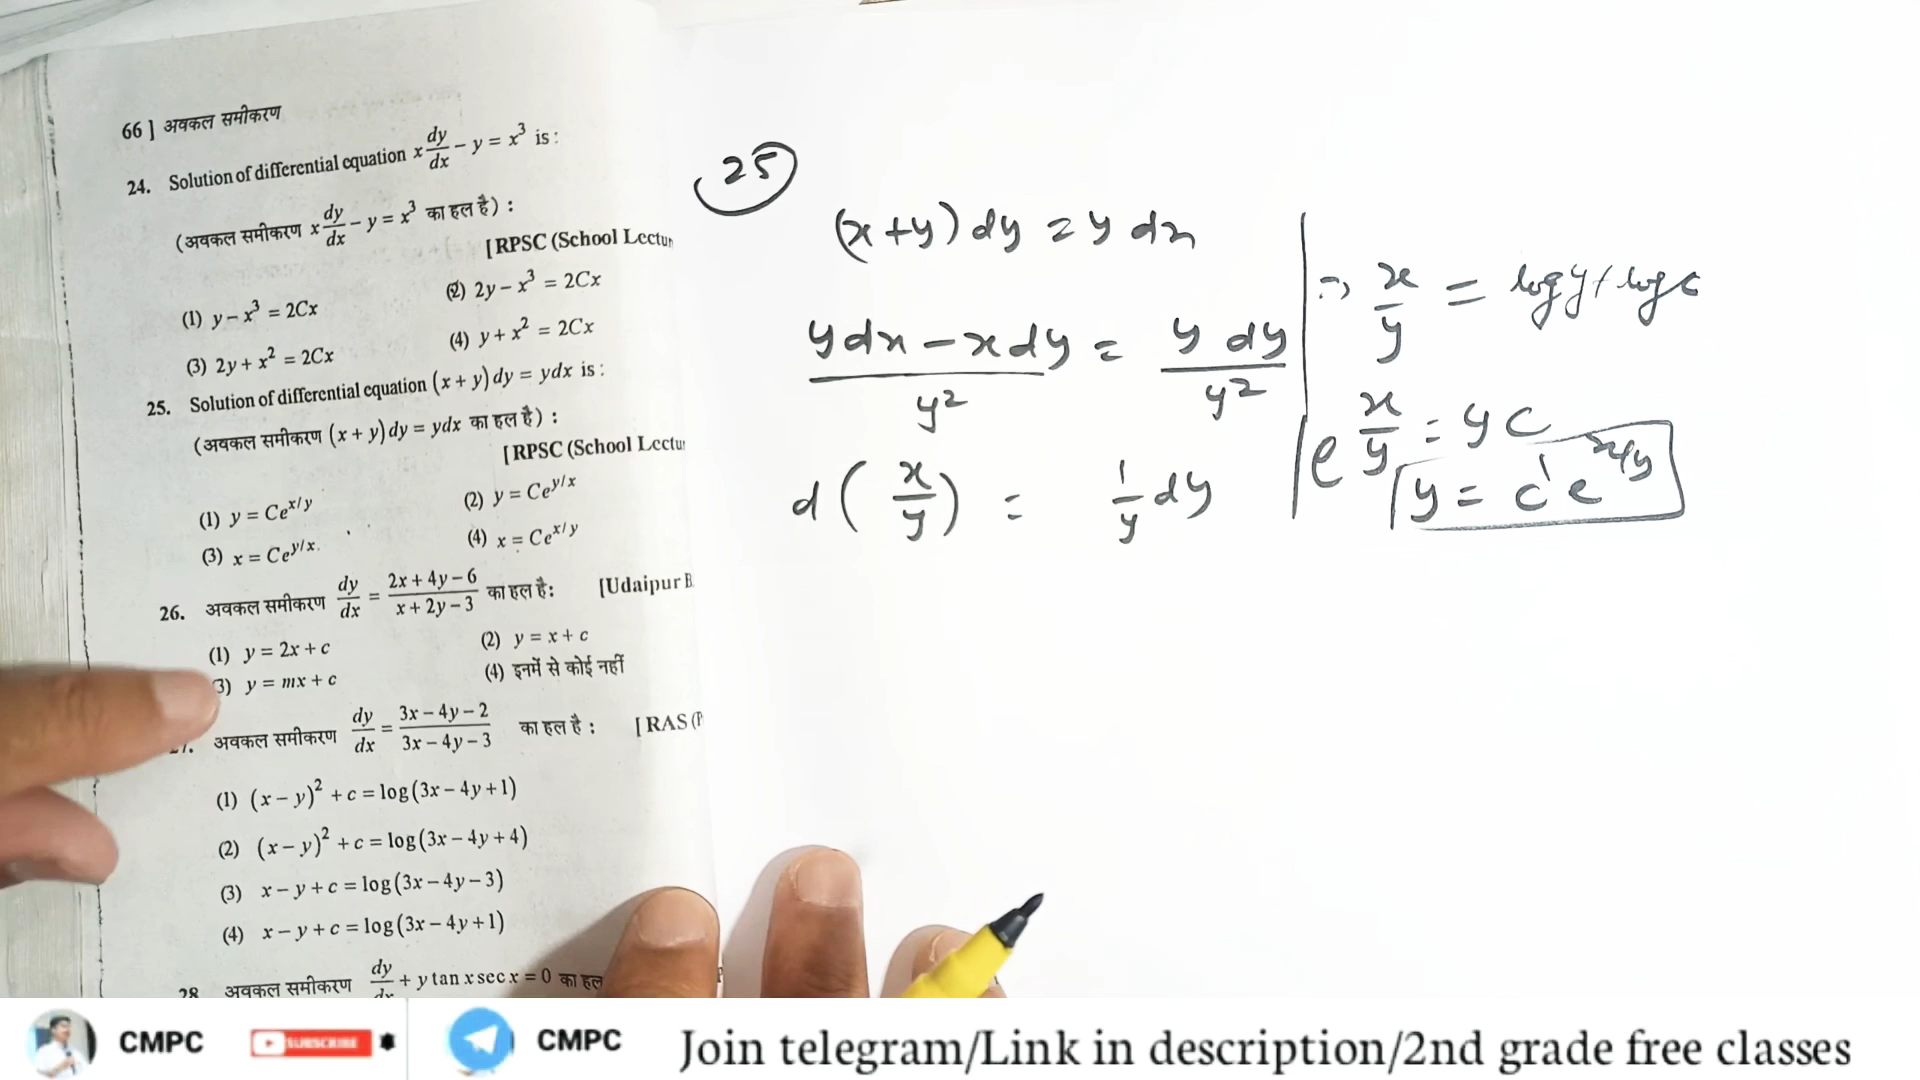 66 ] अवकल समीकरण
24. Solution of differential equation x dy/dx − y = x³ is :
(अवकल समीकरण x dy/dx − y = x³ का हल है) :
[RPSC (School Lectur
(1) y − x³ = 2Cx (2) 2y − x³ = 2Cx
(3) 2y + x² = 2Cx (4) y + x² = 2Cx
25. Solution of differential equation (x + y) dy = ydx is :
(अवकल समीकरण (x + y) dy = ydx का हल है) :
[RPSC (School Lectur
(1) y = Ce^{x/y} (2) y = Ce^{y/x}
(3) x = Ce^{y/x} (4) x = Ce^{x/y}
26. अवकल समीकरण dy/dx = (2x + 4y − 6)/(x + 2y − 3) का हल है: [Udaipur B.
(1) y = 2x + c (2) y = x + c
(3) y = mx + c (4) इनमें से कोई नहीं
27. अवकल समीकरण dy/dx = (3x − 4y − 2)/(3x − 4y − 3) का हल है : [ RAS (P
(1) (x − y)² + c = log (3x − 4y + 1)
(2) (x − y)² + c = log (3x − 4y + 4)
(3) x − y + c = log (3x − 4y − 3)
(4) x − y + c = log (3x − 4y + 1)
28 अवकल समीकरण dy/dx + y tan x sec x = 0 का हल
25
(x + y) dy = y dx
(ydx − xdy)/y² = y dy/y²
d(x/y) = 1/y dy
⇒ x/y = log y + log c
e^{x/y} = yc
y = c' e^{x/y}
CMPC SUBSCRIBE CMPC Join telegram/Link in description/2nd grade free classes